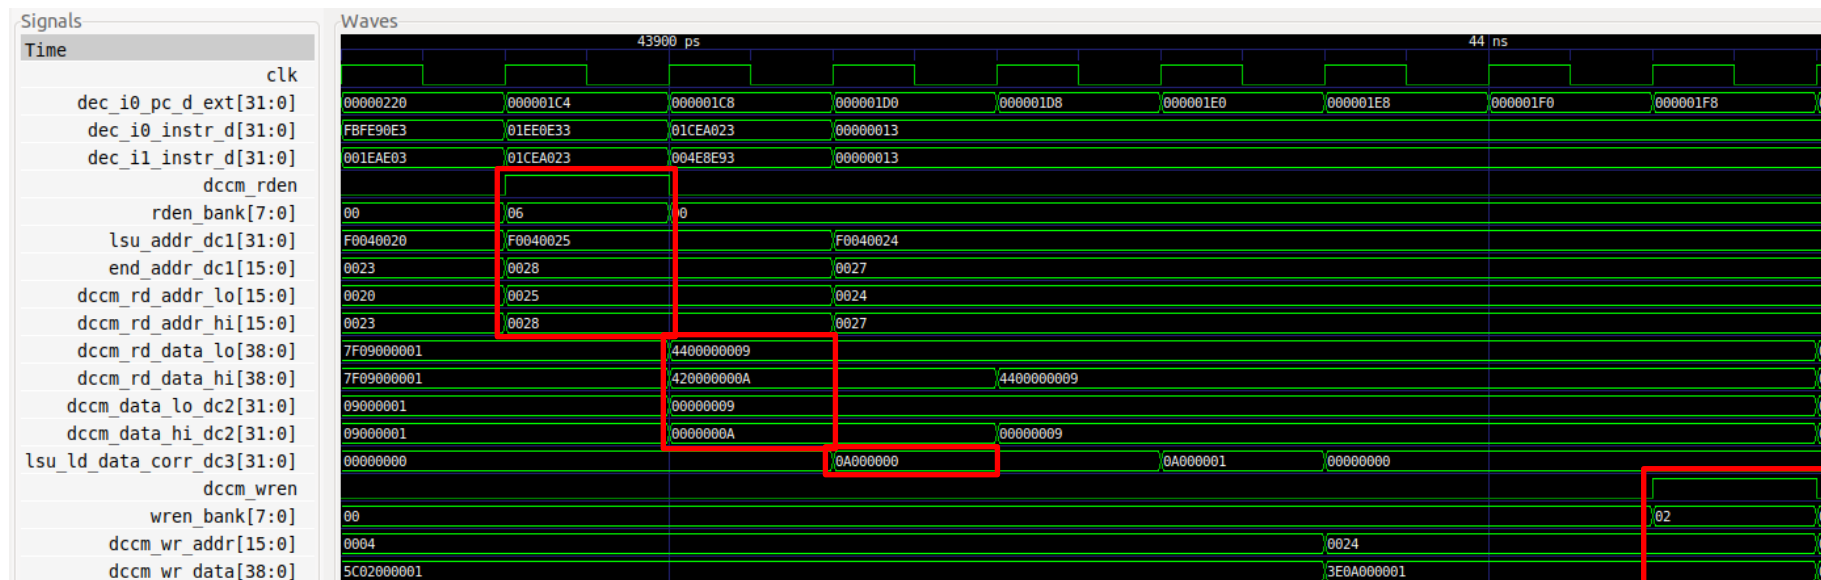 Signals Waves
Time 43900 ps 44 ns
clk
dec_i0_pc_d_ext[31:0] 00000220 000001C4 000001C8 000001D0 000001D8 000001E0 000001E8 000001F0 000001F8
dec_i0_instr_d[31:0] FBFE90E3 01EE0E33 01CEA023 00000013
dec_i1_instr_d[31:0] 001EAE03 01CEA023 004E8E93 00000013
dccm_rden
rden_bank[7:0] 00 06 00
lsu_addr_dc1[31:0] F0040020 F0040025 F0040024
end_addr_dc1[15:0] 0023 0028 0027
dccm_rd_addr_lo[15:0] 0020 0025 0024
dccm_rd_addr_hi[15:0] 0023 0028 0027
dccm_rd_data_lo[38:0] 7F09000001 4400000009
dccm_rd_data_hi[38:0] 7F09000001 420000000A 4400000009
dccm_data_lo_dc2[31:0] 09000001 00000009
dccm_data_hi_dc2[31:0] 09000001 0000000A 00000009
lsu_ld_data_corr_dc3[31:0] 00000000 0A000000 0A000001 00000000
dccm_wren
wren_bank[7:0] 00 02
dccm_wr_addr[15:0] 0004 0024
dccm_wr_data[38:0] 5C02000001 3E0A000001